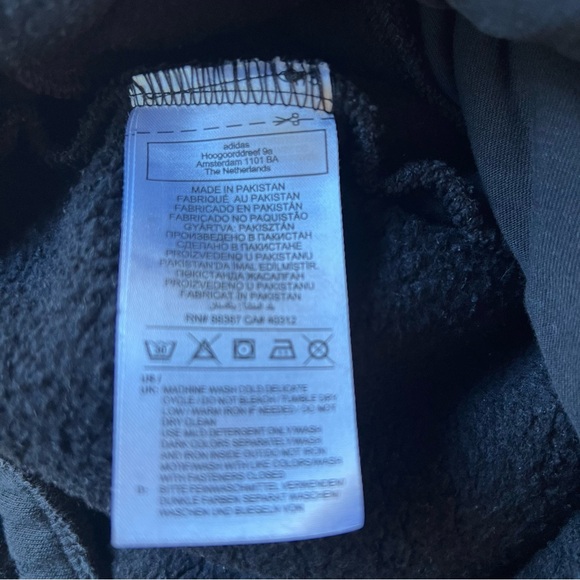 adidas
Hoogoorddreef 9a
Amsterdam 1101 BA
The Netherlands
MADE IN PAKISTAN
FABRIQUÉ AU PAKISTAN
FABRICADO EN PAKISTÁN
FABRICADO NO PAQUISTÃO
GYÁRTVA: PAKISZTÁN
ПРОИЗВЕДЕНО В ПАКИСТАН
СДЕЛАНО В ПАКИСТАНЕ
PROIZVEDENO U PAKISTANU
PAKİSTAN'DA İMAL EDİLMİŞTİR.
ПӘКІСТАНДА ЖАСАЛҒАН
PROIZVEDENO U PAKISTANU
FABRICAT ÎN PAKISTAN
RN# 88387 CA# 40312
US /
UK: MACHINE WASH COLD DELICATE
CYCLE / DO NOT BLEACH / TUMBLE DRY
LOW / WARM IRON IF NEEDED / DO NOT
DRY CLEAN
USE MILD DETERGENT ONLY/WASH
DARK COLORS SEPARATELY/WASH
AND IRON INSIDE OUT/DO NOT IRON
MOTIF/WASH WITH LIKE COLORS/WASH
WITH FASTENERS CLOSED
BITTE FEINWASCHMITTEL VERWENDEN/
DUNKLE FARBEN SEPARAT WASCHEN/
WASCHEN UND BUEGELN VON